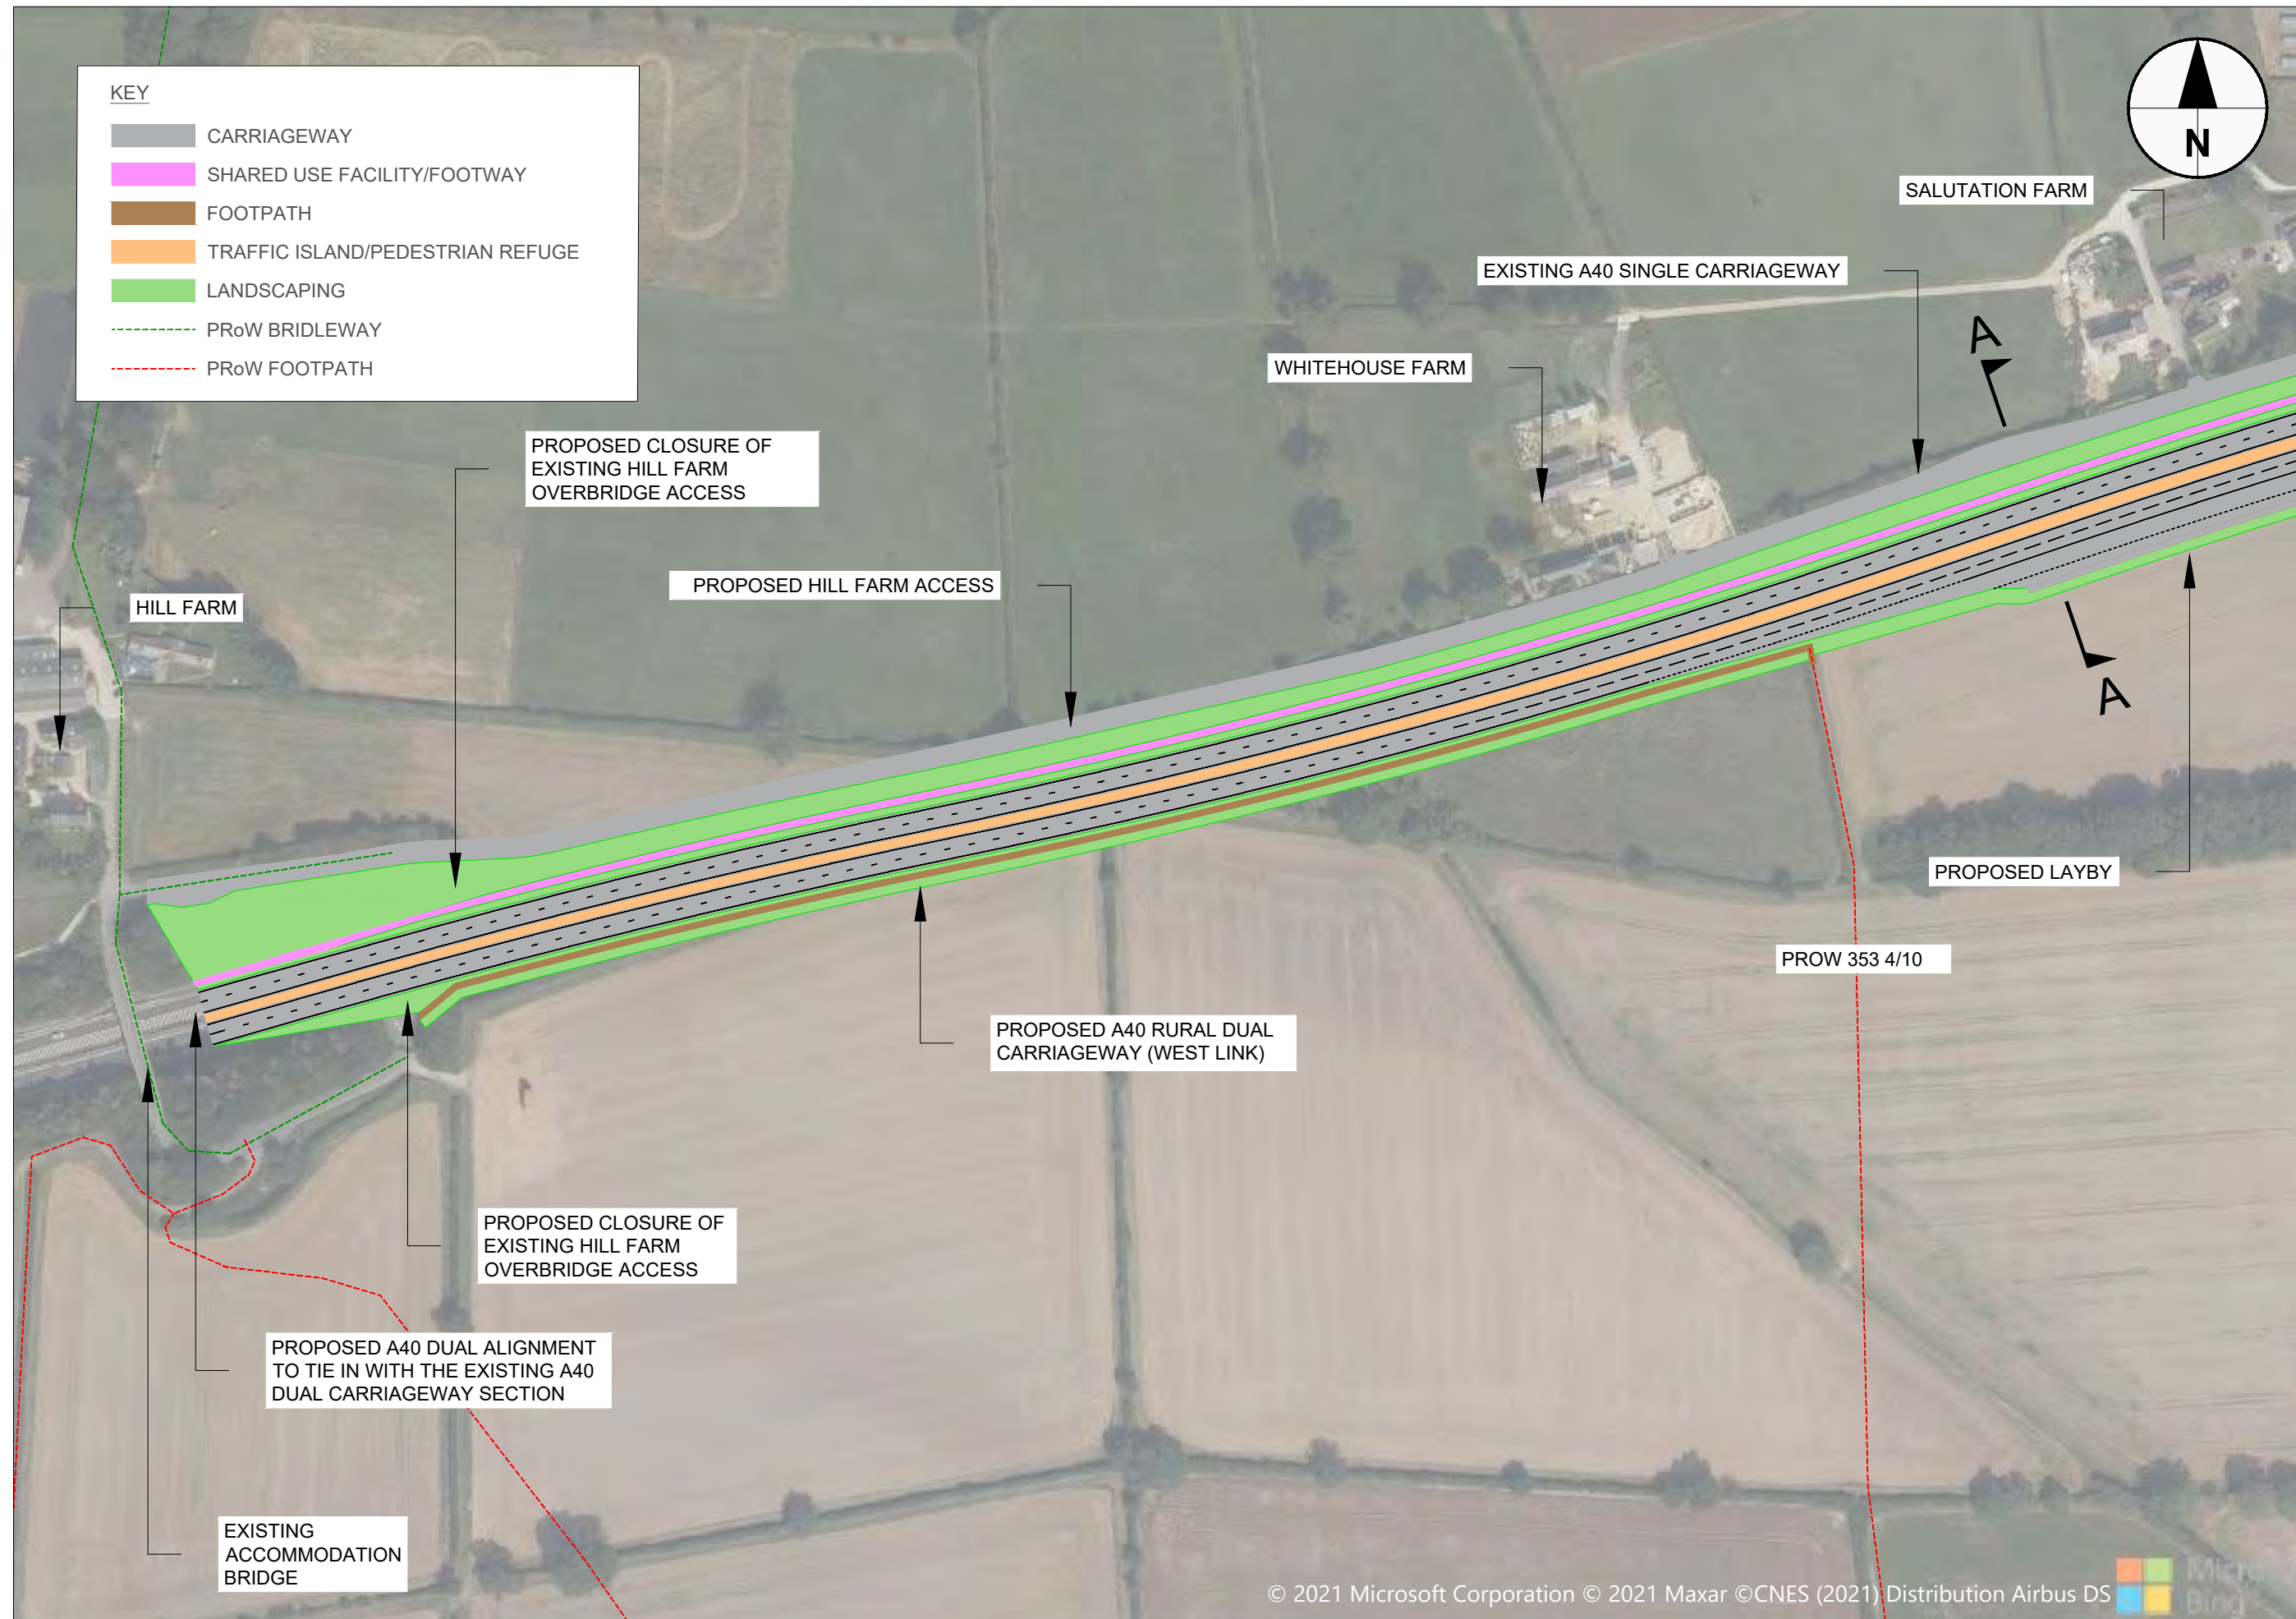 KEY
CARRIAGEWAY
SHARED USE FACILITY/FOOTWAY
FOOTPATH
TRAFFIC ISLAND/PEDESTRIAN REFUGE
LANDSCAPING
PRoW BRIDLEWAY
PRoW FOOTPATH
N
SALUTATION FARM
EXISTING A40 SINGLE CARRIAGEWAY
A
WHITEHOUSE FARM
PROPOSED CLOSURE OF
EXISTING HILL FARM
OVERBRIDGE ACCESS
PROPOSED HILL FARM ACCESS
HILL FARM
A
PROPOSED LAYBY
PROW 353 4/10
PROPOSED A40 RURAL DUAL
CARRIAGEWAY (WEST LINK)
PROPOSED CLOSURE OF
EXISTING HILL FARM
OVERBRIDGE ACCESS
PROPOSED A40 DUAL ALIGNMENT
TO TIE IN WITH THE EXISTING A40
DUAL CARRIAGEWAY SECTION
EXISTING
ACCOMMODATION
BRIDGE
© 2021 Microsoft Corporation © 2021 Maxar ©CNES (2021) Distribution Airbus DS
Bing